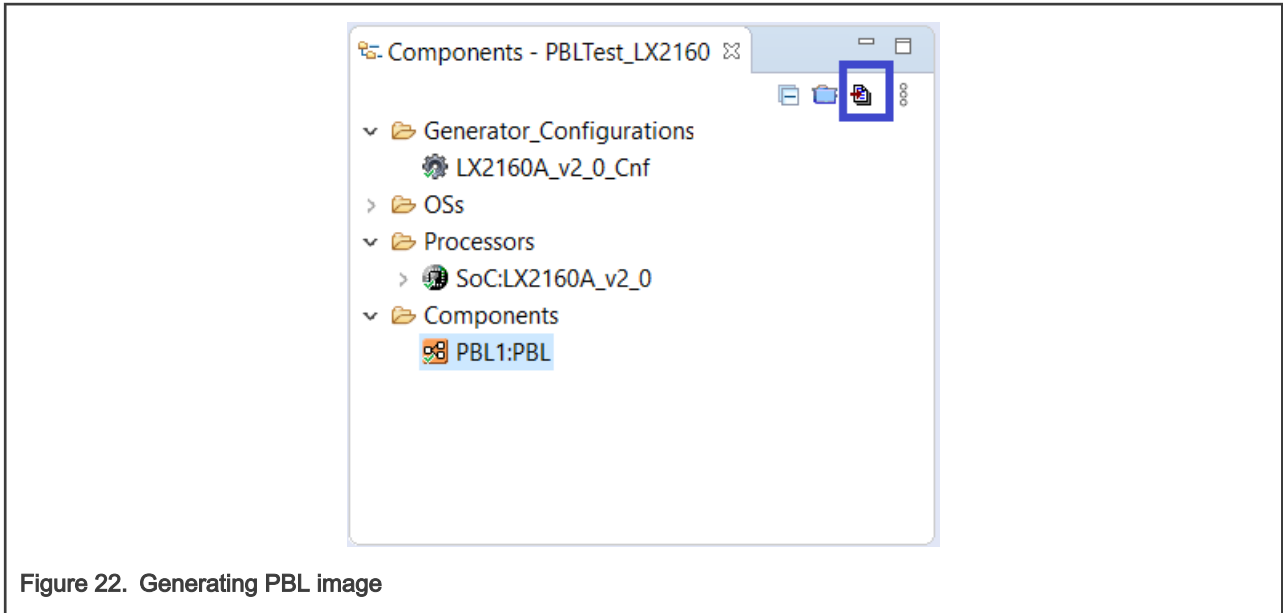 Components - PBLTest_LX2160
Generator_Configurations
LX2160A_v2_0_Cnf
OSs
Processors
SoC:LX2160A_v2_0
Components
PBL1:PBL
Figure 22. Generating PBL image